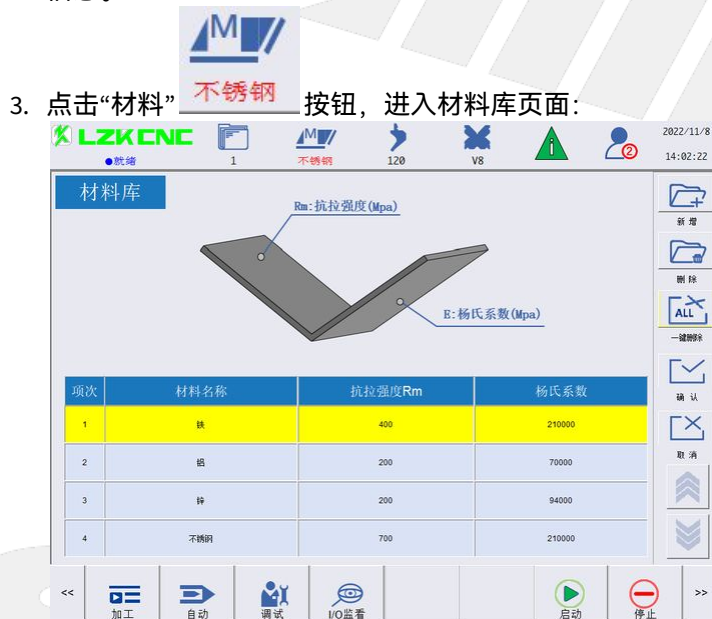 不锈钢
3. 点击“材料” 按钮，进入材料库页面：
LZKCNC
●就绪
1
不锈钢
120
V8
2
2022/11/8
14:02:22
材料库
Rm:抗拉强度(Mpa)
E:杨氏系数(Mpa)
项次 材料名称 抗拉强度Rm 杨氏系数
1 铁 400 210000
2 铝 200 70000
3 锌 200 94000
4 不锈钢 700 210000
新增
删除
ALL
一键删除
确认
取消
<< 加工 自动 调试 I/O监看 启动 停止 >>